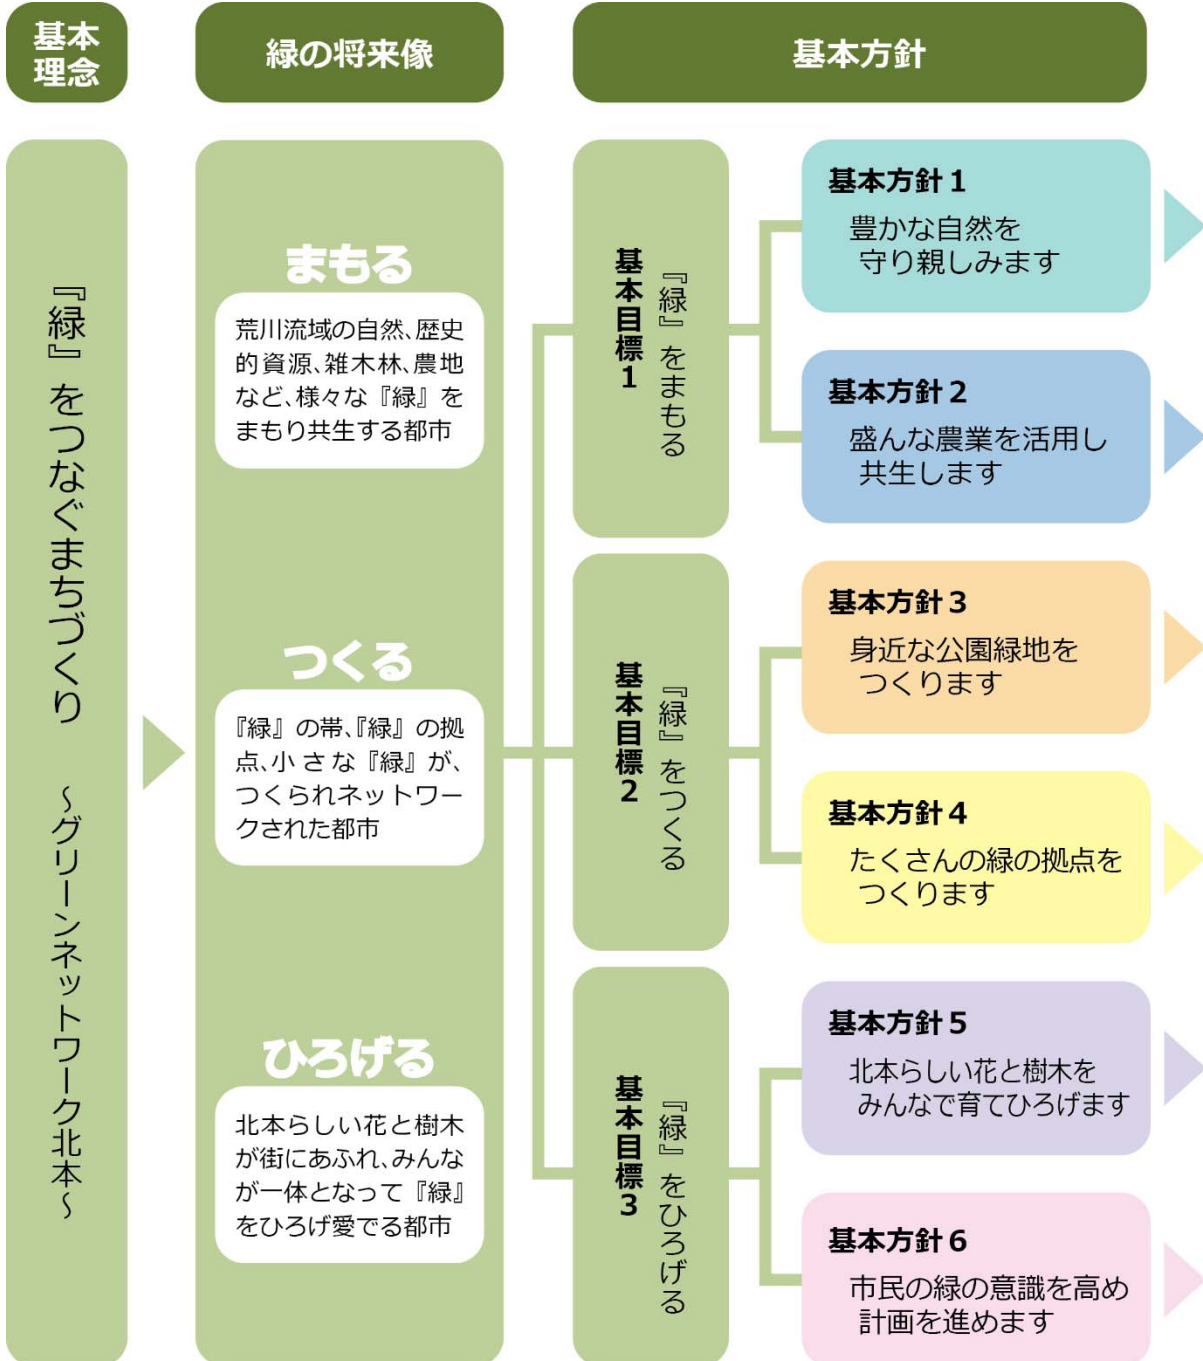 基本
理念
緑の将来像
基本方針
『緑』をつなぐまちづくり　～グリーンネットワーク北本～
まもる
荒川流域の自然、歴史
的資源、雑木林、農地
など、様々な『緑』を
まもり共生する都市
つくる
『緑』の帯、『緑』の拠
点、小さな『緑』が、
つくられネットワー
クされた都市
ひろげる
北本らしい花と樹木
が街にあふれ、みんな
が一体となって『緑』
をひろげ愛でる都市
基本目標1
『緑』をまもる
基本方針1
豊かな自然を
守り親しみます
基本方針2
盛んな農業を活用し
共生します
基本目標2
『緑』をつくる
基本方針3
身近な公園緑地を
つくります
基本方針4
たくさんの緑の拠点を
つくります
基本目標3
『緑』をひろげる
基本方針5
北本らしい花と樹木を
みんなで育てひろげます
基本方針6
市民の緑の意識を高め
計画を進めます